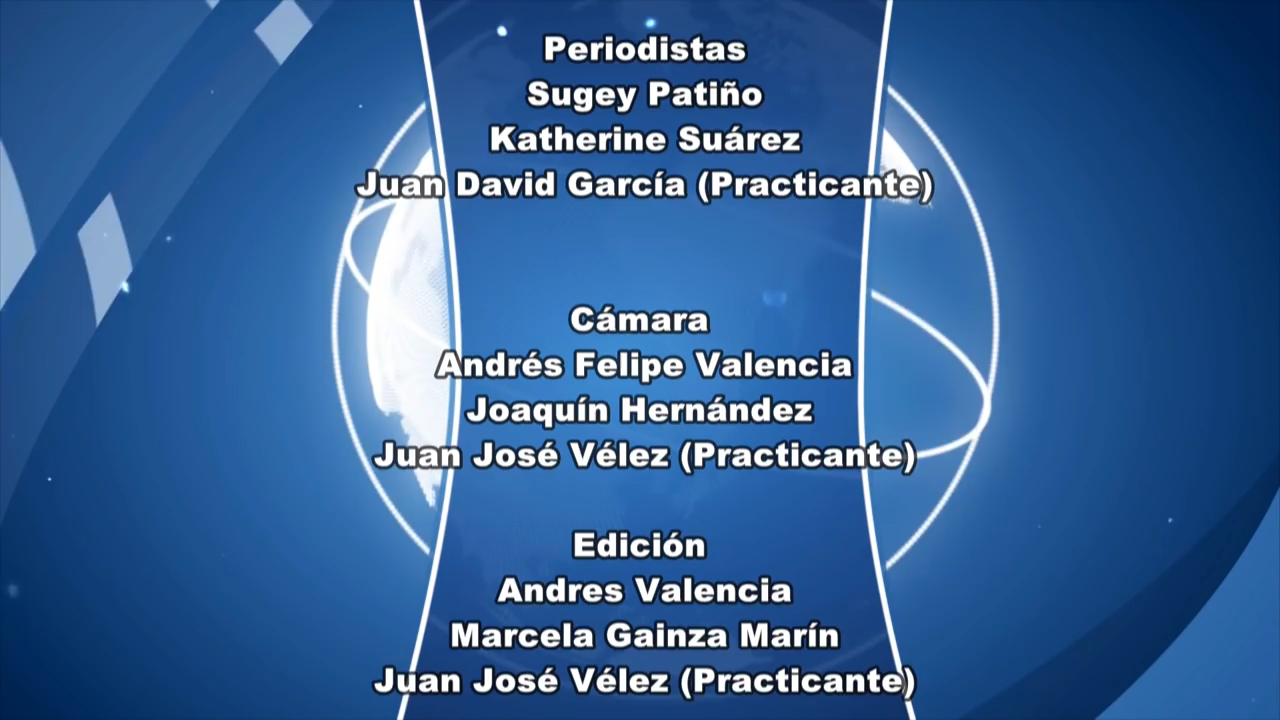 Periodistas
Sugey Patiño
Katherine Suárez
Juan David García (Practicante)
Cámara
Andrés Felipe Valencia
Joaquín Hernández
Juan José Vélez (Practicante)
Edición
Andres Valencia
Marcela Gainza Marín
Juan José Vélez (Practicante)